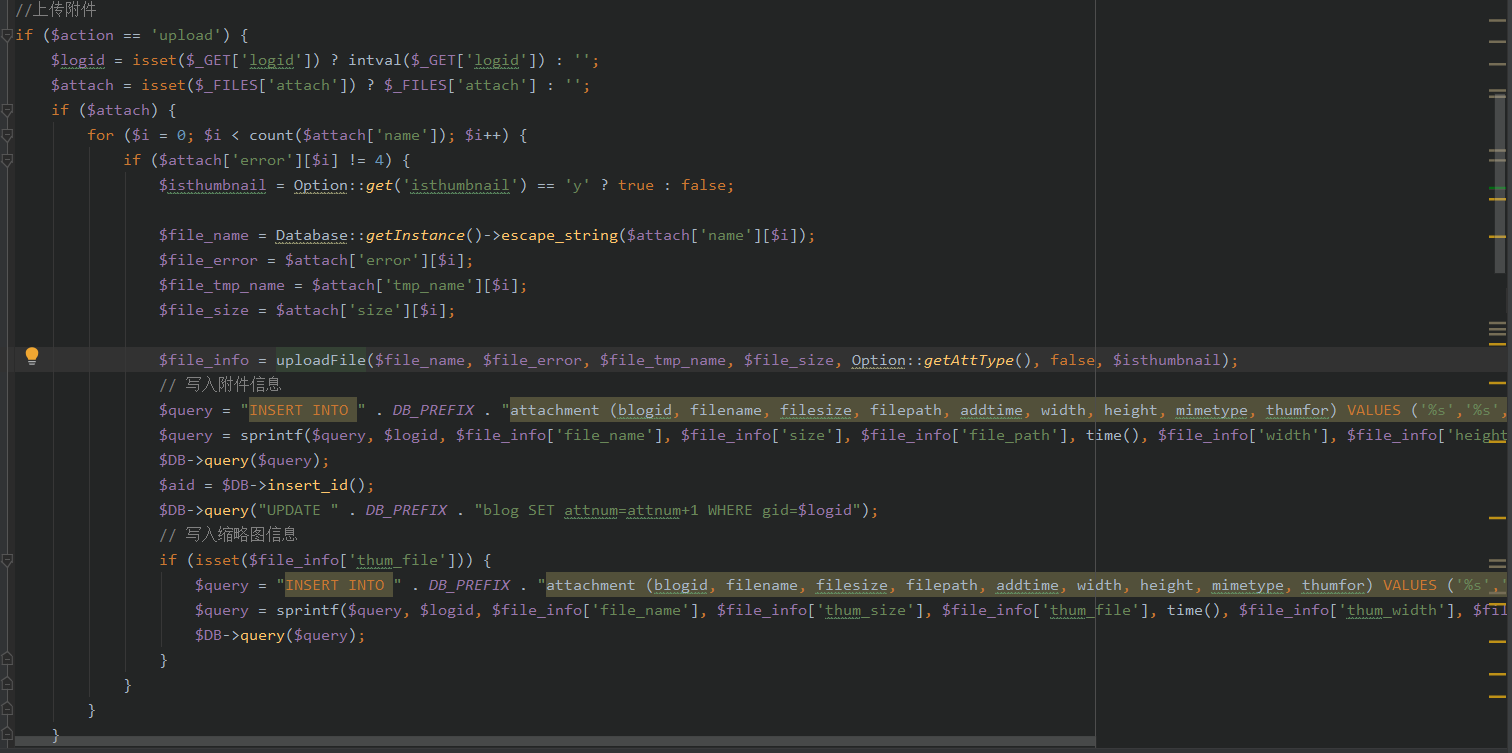 //上传附件
if ($action == 'upload') {
$logid = isset($_GET['logid']) ? intval($_GET['logid']) : '';
$attach = isset($_FILES['attach']) ? $_FILES['attach'] : '';
if ($attach) {
for ($i = 0; $i < count($attach['name']); $i++) {
if ($attach['error'][$i] != 4) {
$isthumbnail = Option::get('isthumbnail') == 'y' ? true : false;
$file_name = Database::getInstance()->escape_string($attach['name'][$i]);
$file_error = $attach['error'][$i];
$file_tmp_name = $attach['tmp_name'][$i];
$file_size = $attach['size'][$i];
$file_info = uploadFile($file_name, $file_error, $file_tmp_name, $file_size, Option::getAttType(), false, $isthumbnail);
// 写入附件信息
$query = "INSERT INTO " . DB_PREFIX . "attachment (blogid, filename, filesize, filepath, addtime, width, height, mimetype, thumfor) VALUES ('%s','%s',
$query = sprintf($query, $logid, $file_info['file_name'], $file_info['size'], $file_info['file_path'], time(), $file_info['width'], $file_info['height
$DB->query($query);
$aid = $DB->insert_id();
$DB->query("UPDATE " . DB_PREFIX . "blog SET attnum=attnum+1 WHERE gid=$logid");
// 写入缩略图信息
if (isset($file_info['thum_file'])) {
$query = "INSERT INTO " . DB_PREFIX . "attachment (blogid, filename, filesize, filepath, addtime, width, height, mimetype, thumfor) VALUES ('%s','
$query = sprintf($query, $logid, $file_info['file_name'], $file_info['thum_size'], $file_info['thum_file'], time(), $file_info['thum_width'], $fil
$DB->query($query);
}
}
}
}